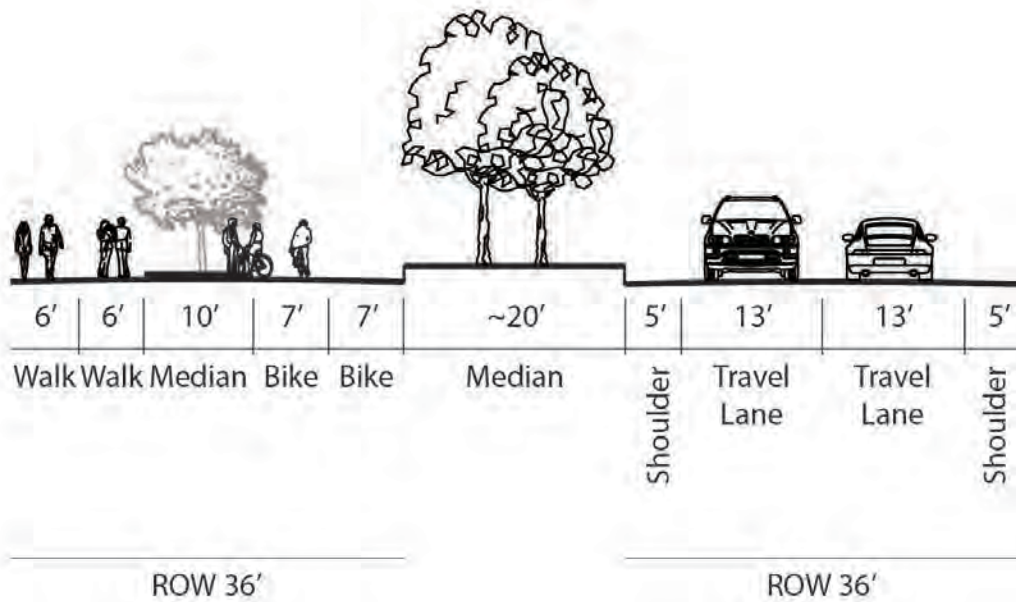 6’ 6’ 10’ 7’ 7’ ~20’ 5’ 13’ 13’ 5’
Walk Walk Median Bike Bike Median Shoulder Travel Lane Travel Lane Shoulder
ROW 36’ ROW 36’